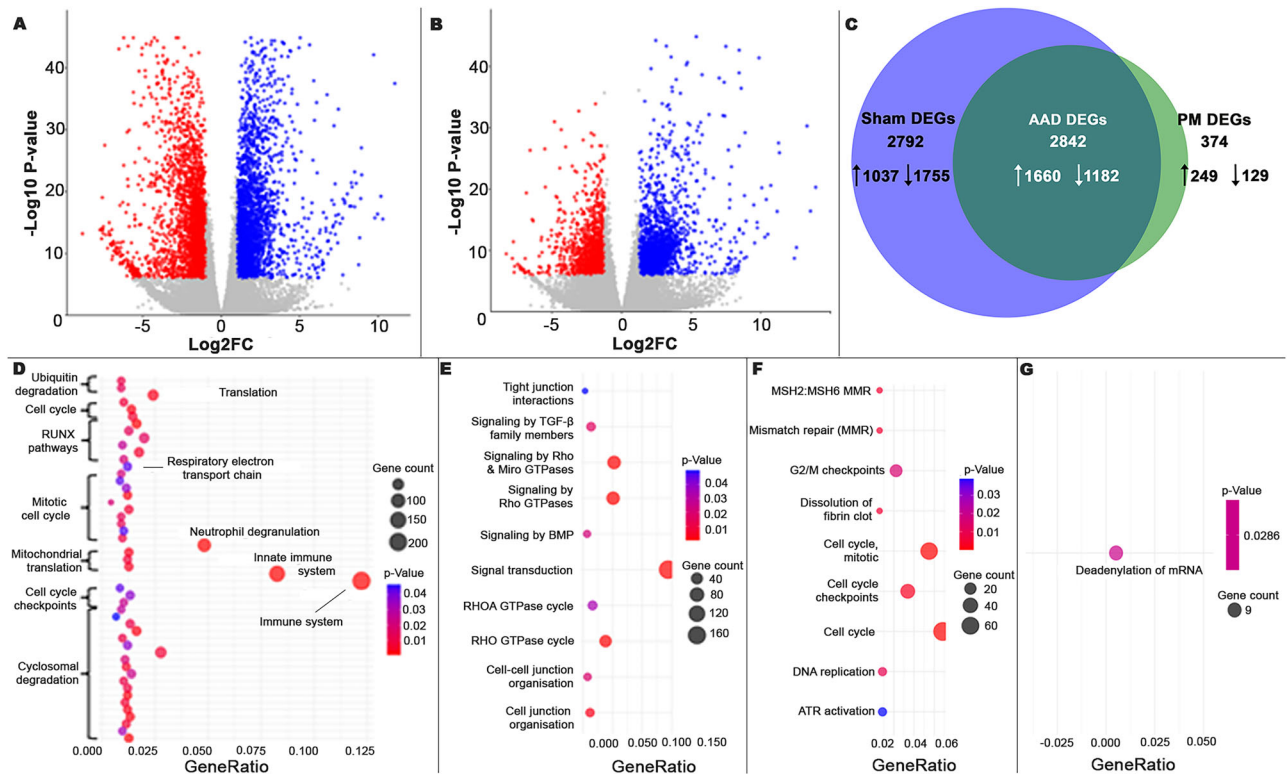 A
40
30
20
10
0
-Log10 P-value
-5
0
5
10
Log2FC
B
40
30
20
10
0
-Log10 P-value
-5
0
5
10
Log2FC
C
Sham DEGs
2792
↑1037 ↓1755
AAD DEGs
2842
↑1660 ↓1182
PM DEGs
374
↑249 ↓129
D
Ubiquitin
degradation
Cell cycle
RUNX
pathways
Mitotic
cell cycle
Mitochondrial
translation
Cell cycle
checkpoints
Cyclosomal
degradation
Translation
Respiratory electron
transport chain
Neutrophil degranulation
Innate immune
system
Immune system
Gene count
100
150
200
p-Value
0.04
0.03
0.02
0.01
0.000
0.025
0.050
0.075
0.100
0.125
GeneRatio
E
Tight junction
interactions
Signaling by TGF-β
family members
Signaling by Rho
& Miro GTPases
Signaling by
Rho GTPases
Signaling by BMP
Signal transduction
RHOA GTPase cycle
RHO GTPase cycle
Cell-cell junction
organisation
Cell junction
organisation
p-Value
0.04
0.03
0.02
0.01
Gene count
40
80
120
160
0.000
0.100
0.150
GeneRatio
F
MSH2:MSH6 MMR
Mismatch repair (MMR)
G2/M checkpoints
Dissolution of
fibrin clot
Cell cycle,
mitotic
Cell cycle
checkpoints
Cell cycle
DNA replication
ATR activation
p-Value
0.03
0.02
0.01
Gene count
20
40
60
0.02
0.04
0.06
GeneRatio
G
Deadenylation of mRNA
p-Value
0.0286
Gene count
9
-0.025
0.000
0.025
0.050
GeneRatio